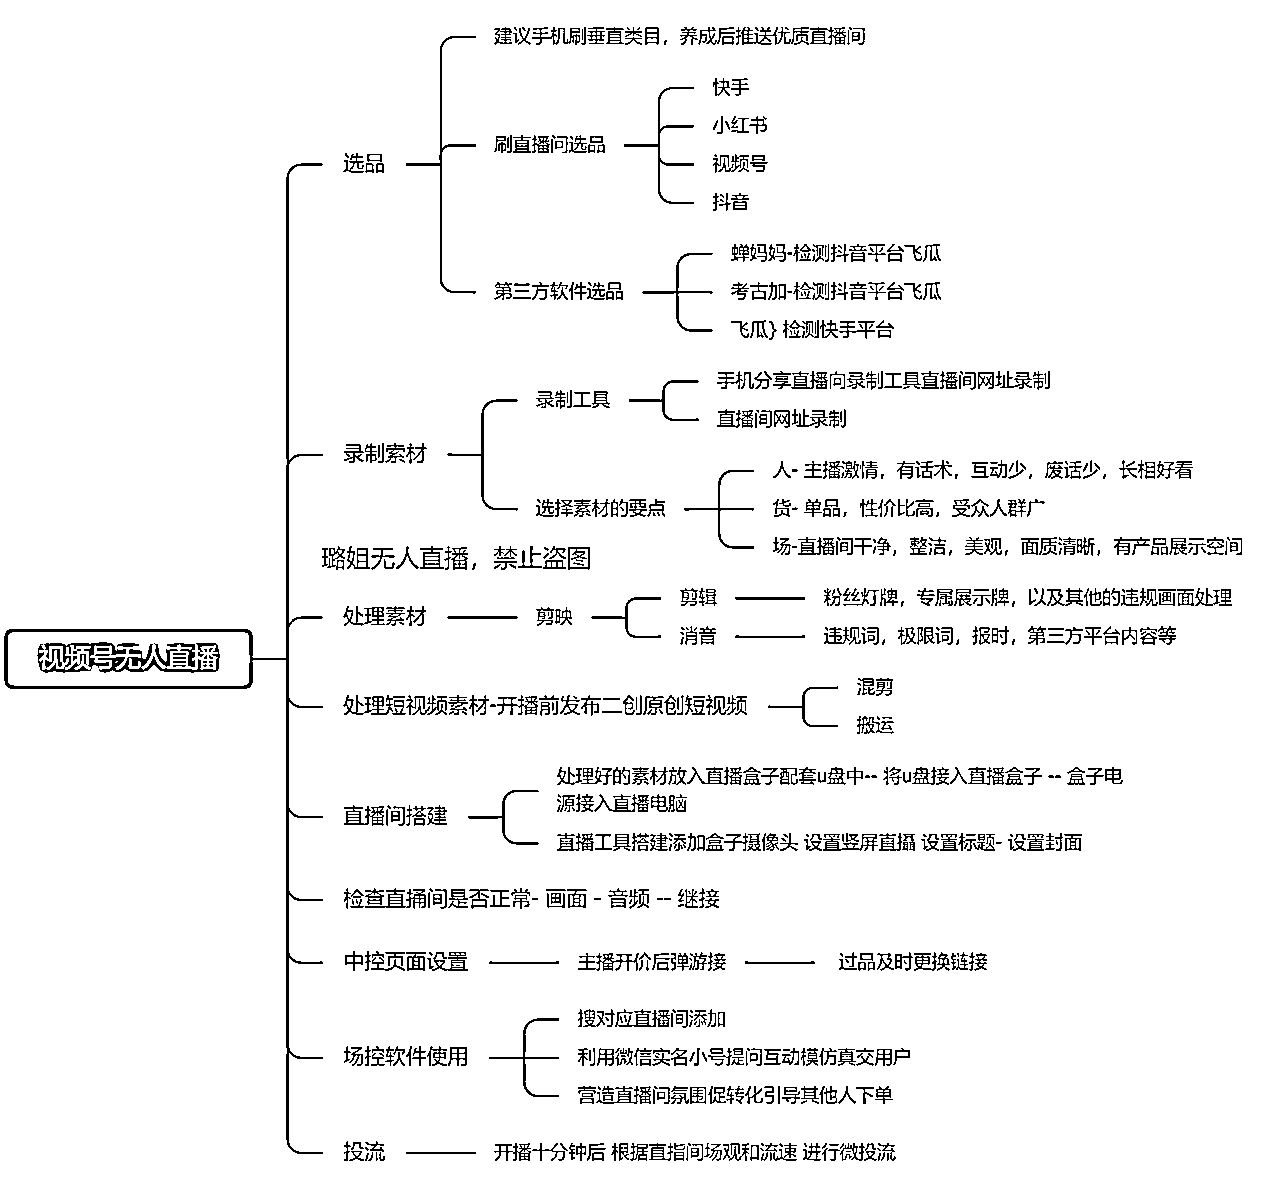 建议手机刷垂直类目，养成后推送优质直播间
快手
小红书
刷直播问选品
视频号
选品
抖音
蝉妈妈-检测抖音平台飞瓜
第三方软件选品
考古加-检测抖音平台飞瓜
飞瓜} 检测快手平台
手机分享直播向录制工具直播间网址录制
录制工具
直播间网址录制
录制索材
人- 主播激情，有话术，互动少，废话少，长相好看
选择素材的要点
货- 单品，性价比高，受众人群广
场-直播间干净，整洁，美观，面质清晰，有产品展示空间
璐姐无人直播，禁止盗图
剪辑
粉丝灯牌，专属展示牌，以及其他的违规画面处理
处理素材
剪映
消音
违规词，极限词，报时，第三方平台内容等
视频号无人直播
混剪
处理短视频素材-开播前发布二创原创短视频
搬运
处理好的素材放入直播盒子配套u盘中-- 将u盘接入直播盒子 -- 盒子电
源接入直播电脑
直播间搭建
直播工具搭建添加盒子摄像头 设置竖屏直播 设置标题- 设置封面
检查直捅间是否正常- 画面 - 音频 -- 继接
中控页面设置
主播开价后弹游接
过品及时更换链接
搜对应直播间添加
场控软件使用
利用微信实名小号提问互动模仿真交用户
营造直播问氛围促转化引导其他人下单
投流
开播十分钟后 根据直指间场观和流速 进行微投流